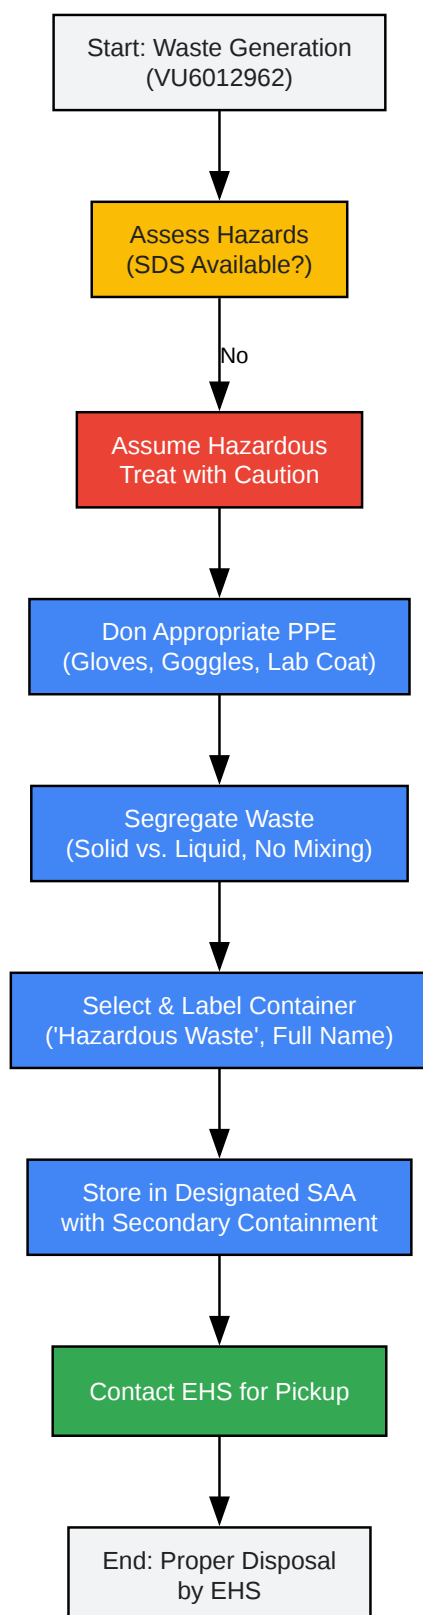 Start: Waste Generation
(VU6012962)
Assess Hazards
(SDS Available?)
No
Assume Hazardous
Treat with Caution
Don Appropriate PPE
(Gloves, Goggles, Lab Coat)
Segregate Waste
(Solid vs. Liquid, No Mixing)
Select & Label Container
('Hazardous Waste', Full Name)
Store in Designated SAA
with Secondary Containment
Contact EHS for Pickup
End: Proper Disposal
by EHS